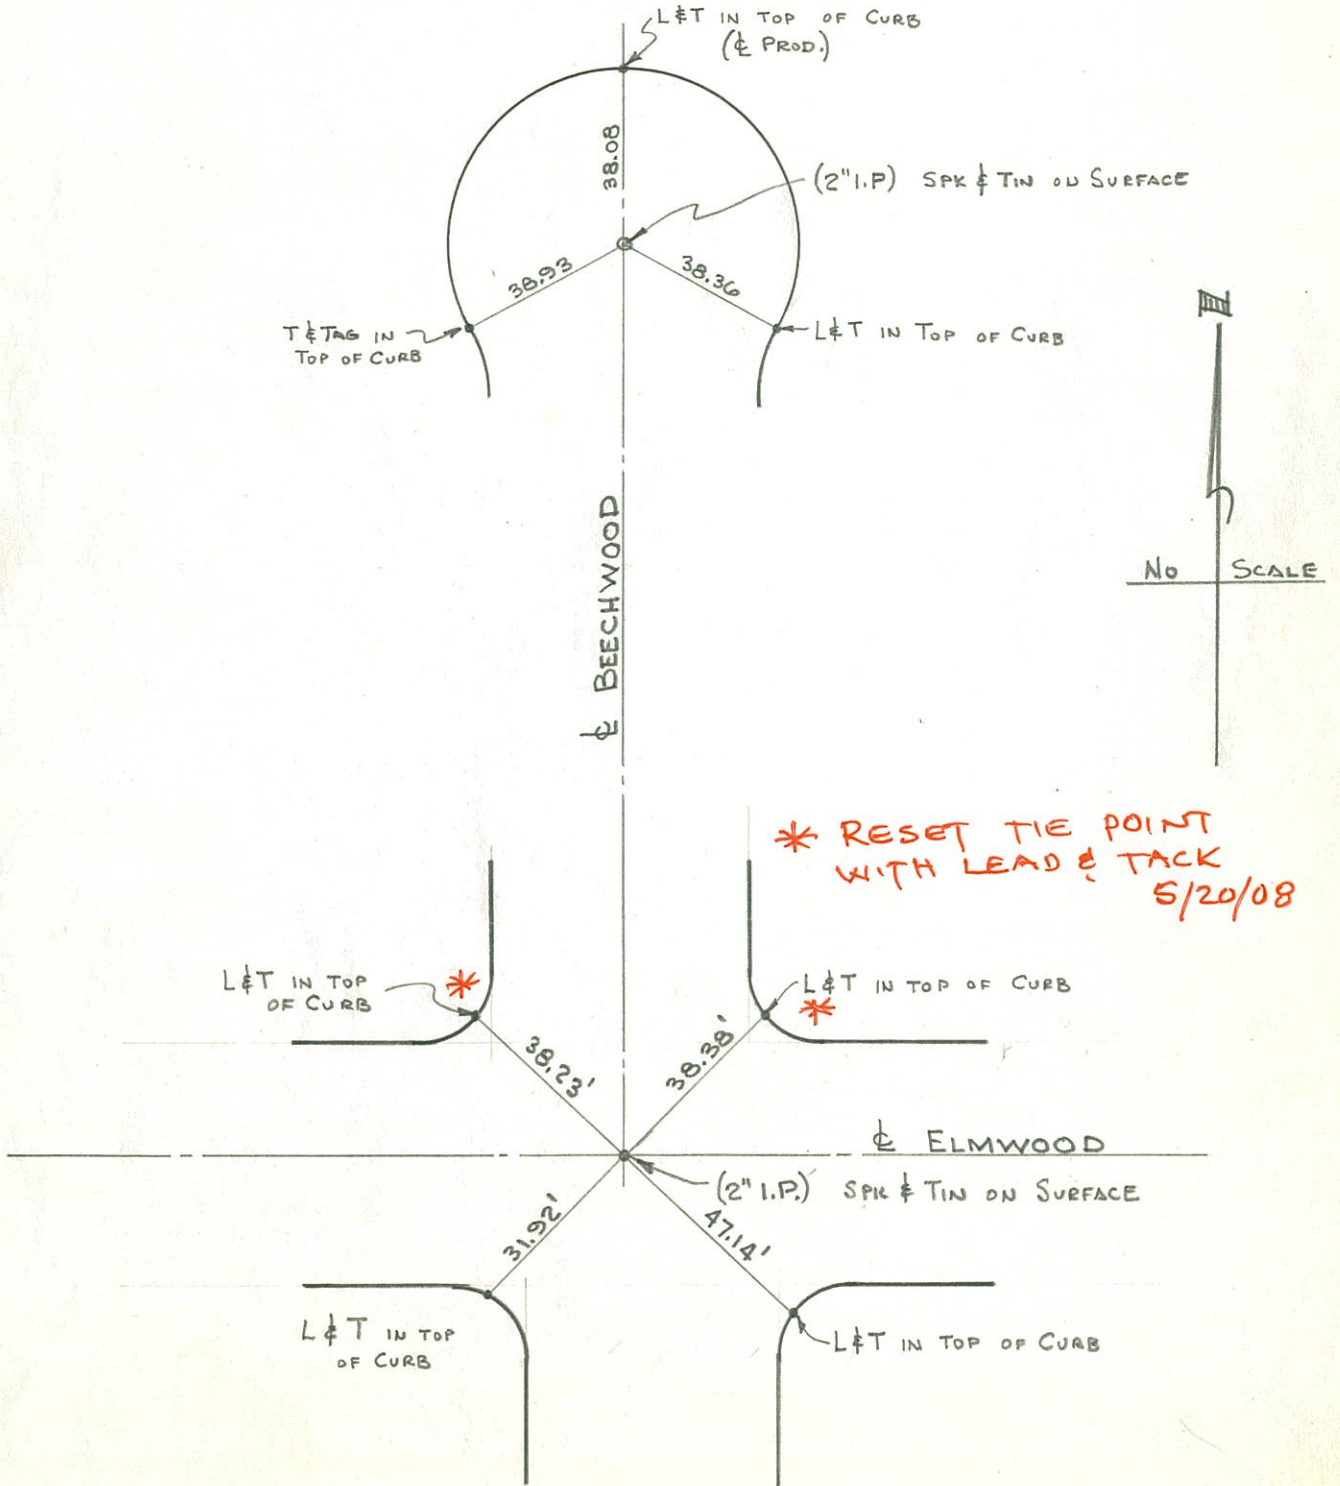 L&T IN TOP OF CURB
(℄ PROD.)
38.08
(2" I.P) SPK & TIN ON SURFACE
38.93
38.36
T & TAG IN
TOP OF CURB
L&T IN TOP OF CURB
N
NO SCALE
℄ BEECHWOOD
* RESET TIE POINT
WITH LEAD & TACK
5/20/08
L&T IN TOP
OF CURB
*
L&T IN TOP OF CURB
*
38.23'
38.38'
℄ ELMWOOD
(2" I.P.) SPK & TIN ON SURFACE
31.92'
47.14'
L&T IN TOP
OF CURB
L&T IN TOP OF CURB